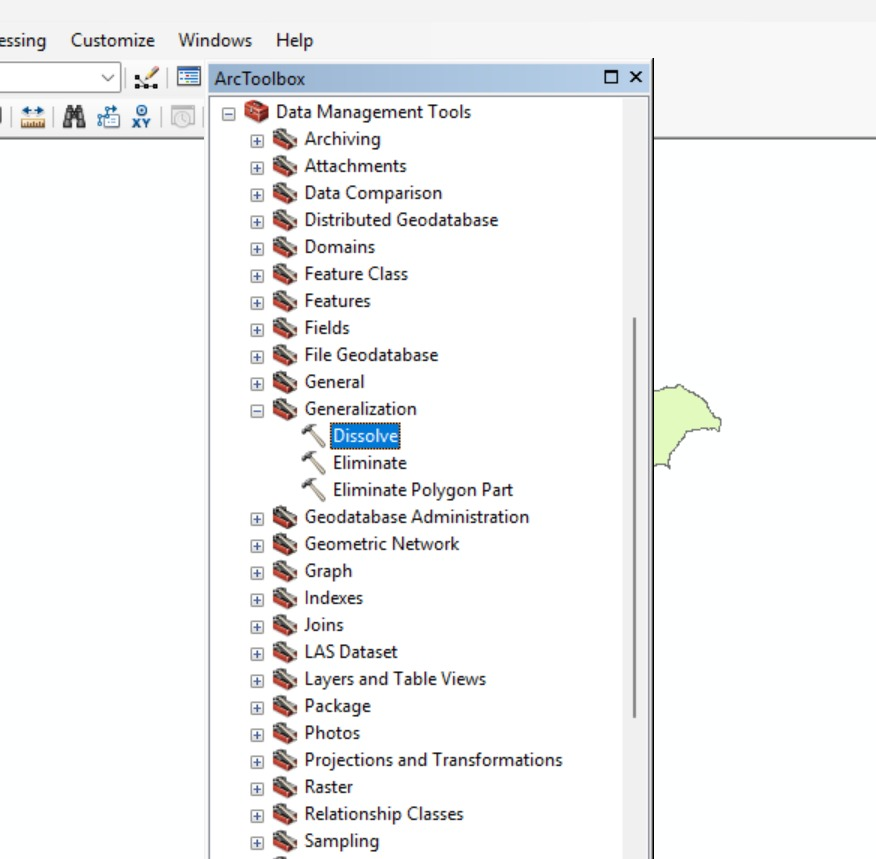 essing Customize Windows Help
ArcToolbox
XY
Data Management Tools
Archiving
Attachments
Data Comparison
Distributed Geodatabase
Domains
Feature Class
Features
Fields
File Geodatabase
General
Generalization
Dissolve
Eliminate
Eliminate Polygon Part
Geodatabase Administration
Geometric Network
Graph
Indexes
Joins
LAS Dataset
Layers and Table Views
Package
Photos
Projections and Transformations
Raster
Relationship Classes
Sampling